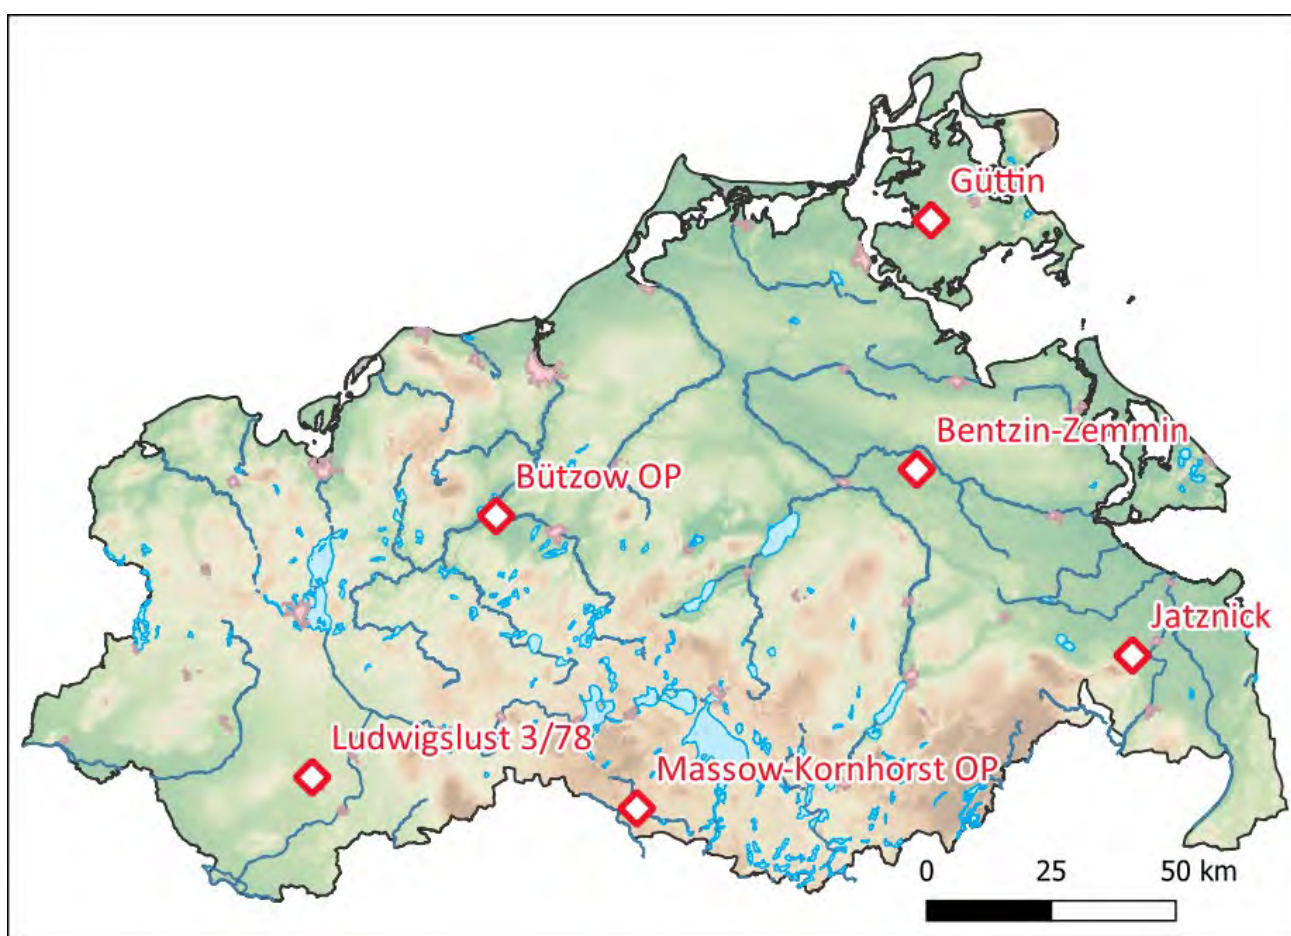 Güttin
Bentzin-Zemmin
Bützow OP
Jatznick
Ludwigslust 3/78
Massow-Kornhorst OP
0 25 50 km